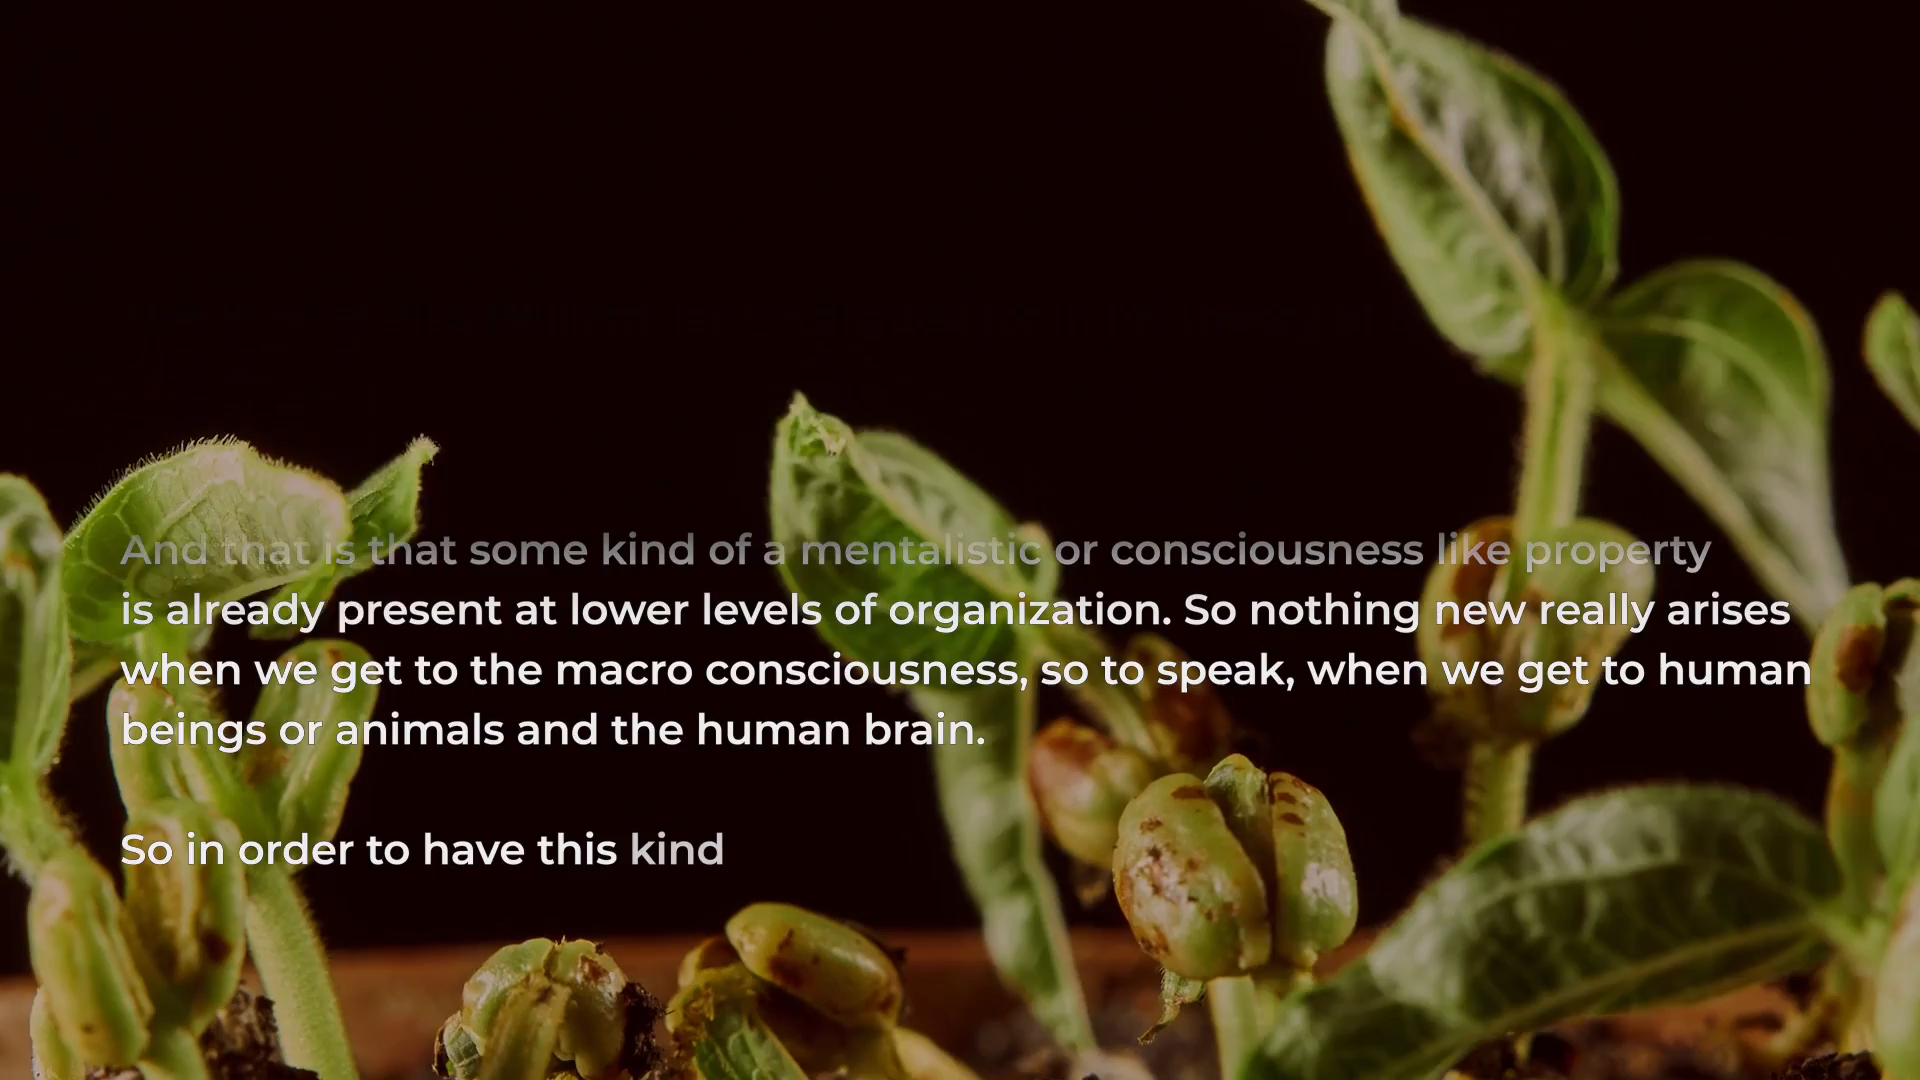 And that is that some kind of a mentalistic or consciousness like property
is already present at lower levels of organization. So nothing new really arises
when we get to the macro consciousness, so to speak, when we get to human
beings or animals and the human brain.
So in order to have this kind